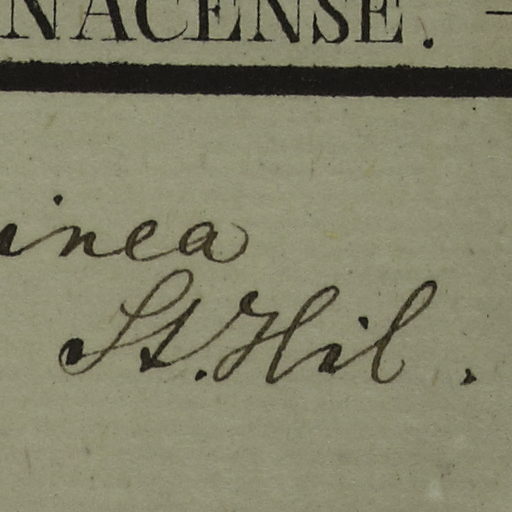 NACENSE. —
inea
St. Hil.